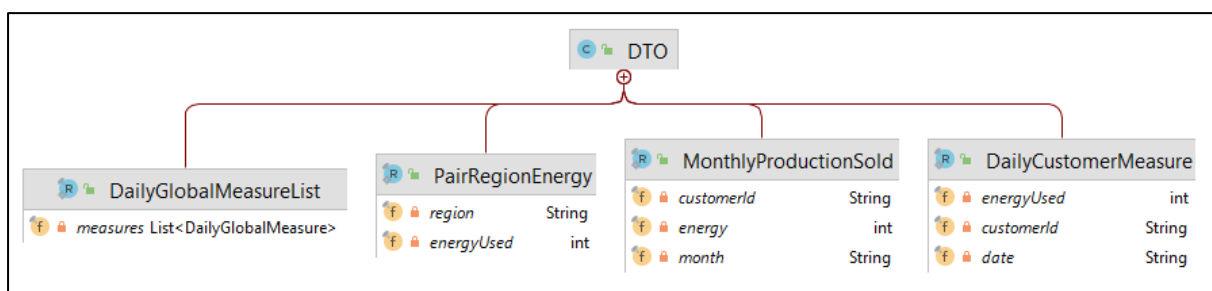 DTO
DailyGlobalMeasureList
measures List<DailyGlobalMeasure>
PairRegionEnergy
region String
energyUsed int
MonthlyProductionSold
customerId String
energy int
month String
DailyCustomerMeasure
energyUsed int
customerId String
date String